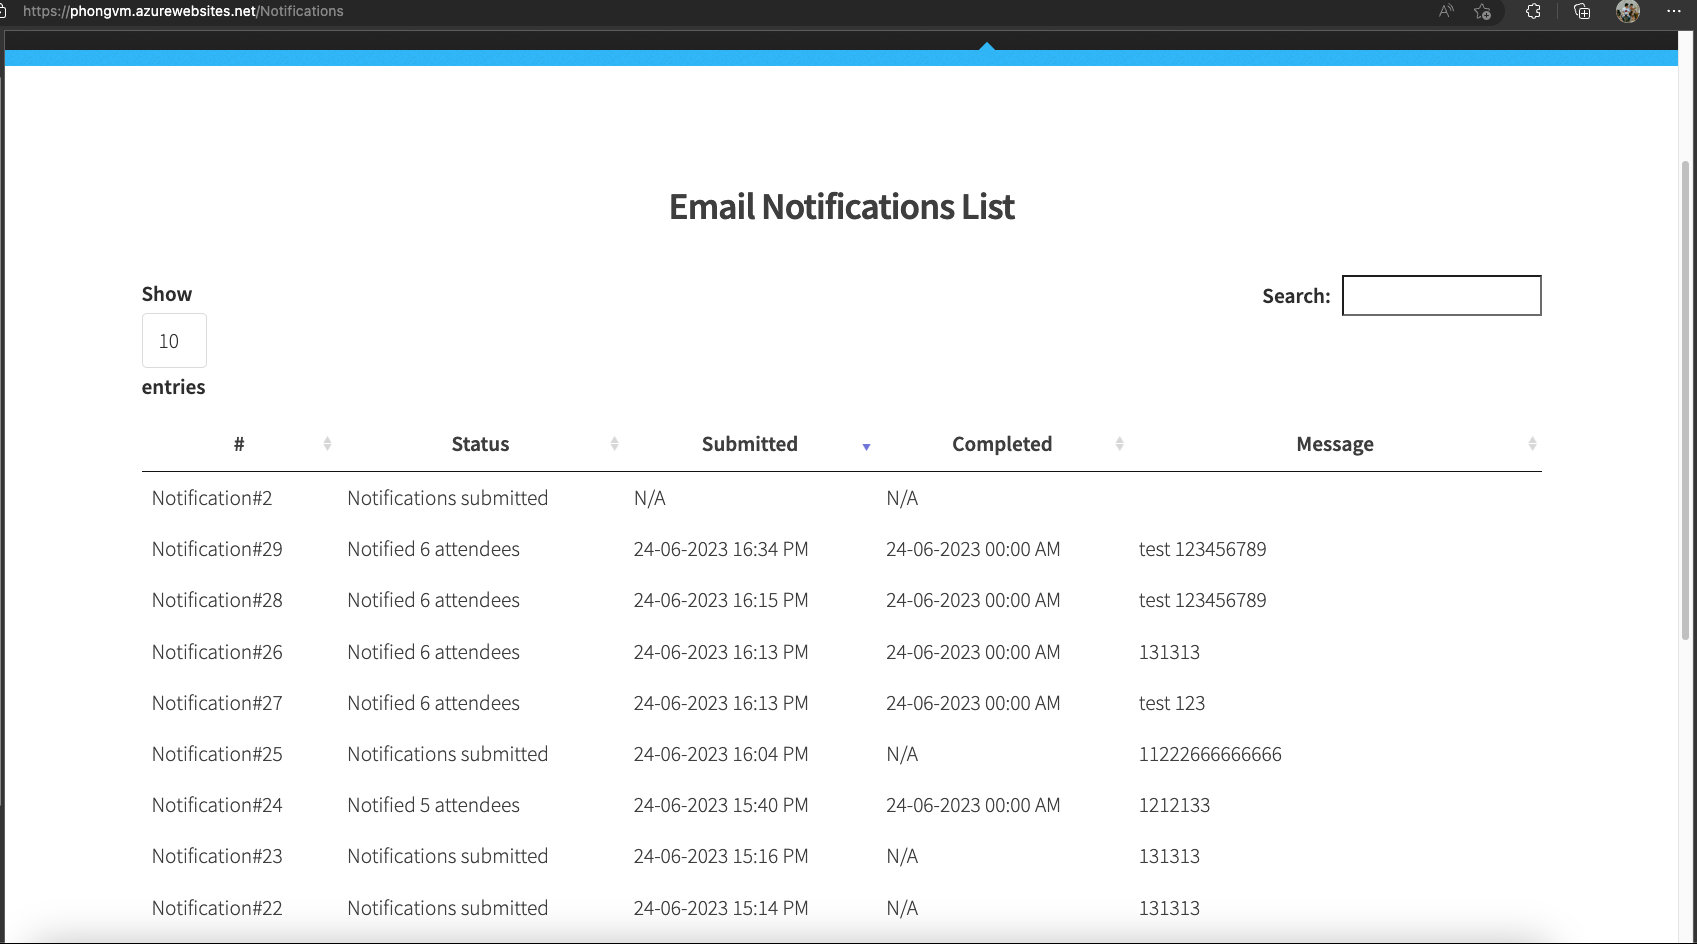 https://phongvm.azurewebsites.net/Notifications
Email Notifications List
Show
10
entries
Search:
# Status Submitted Completed Message
Notification#2 Notifications submitted N/A N/A
Notification#29 Notified 6 attendees 24-06-2023 16:34 PM 24-06-2023 00:00 AM test 123456789
Notification#28 Notified 6 attendees 24-06-2023 16:15 PM 24-06-2023 00:00 AM test 123456789
Notification#26 Notified 6 attendees 24-06-2023 16:13 PM 24-06-2023 00:00 AM 131313
Notification#27 Notified 6 attendees 24-06-2023 16:13 PM 24-06-2023 00:00 AM test 123
Notification#25 Notifications submitted 24-06-2023 16:04 PM N/A 11222666666666
Notification#24 Notified 5 attendees 24-06-2023 15:40 PM 24-06-2023 00:00 AM 1212133
Notification#23 Notifications submitted 24-06-2023 15:16 PM N/A 131313
Notification#22 Notifications submitted 24-06-2023 15:14 PM N/A 131313